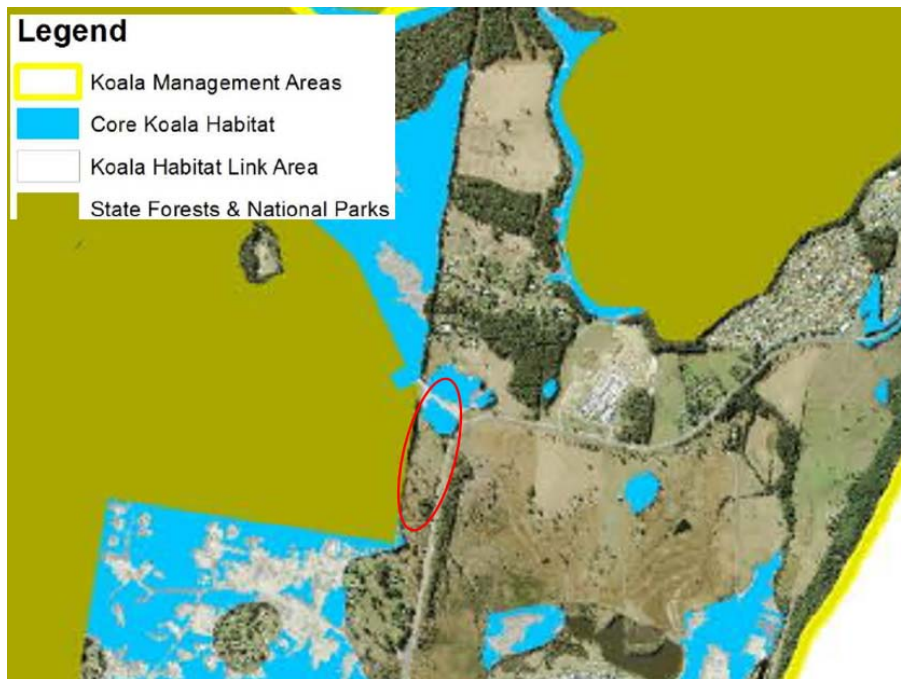 Legend
Koala Management Areas
Core Koala Habitat
Koala Habitat Link Area
State Forests & National Parks